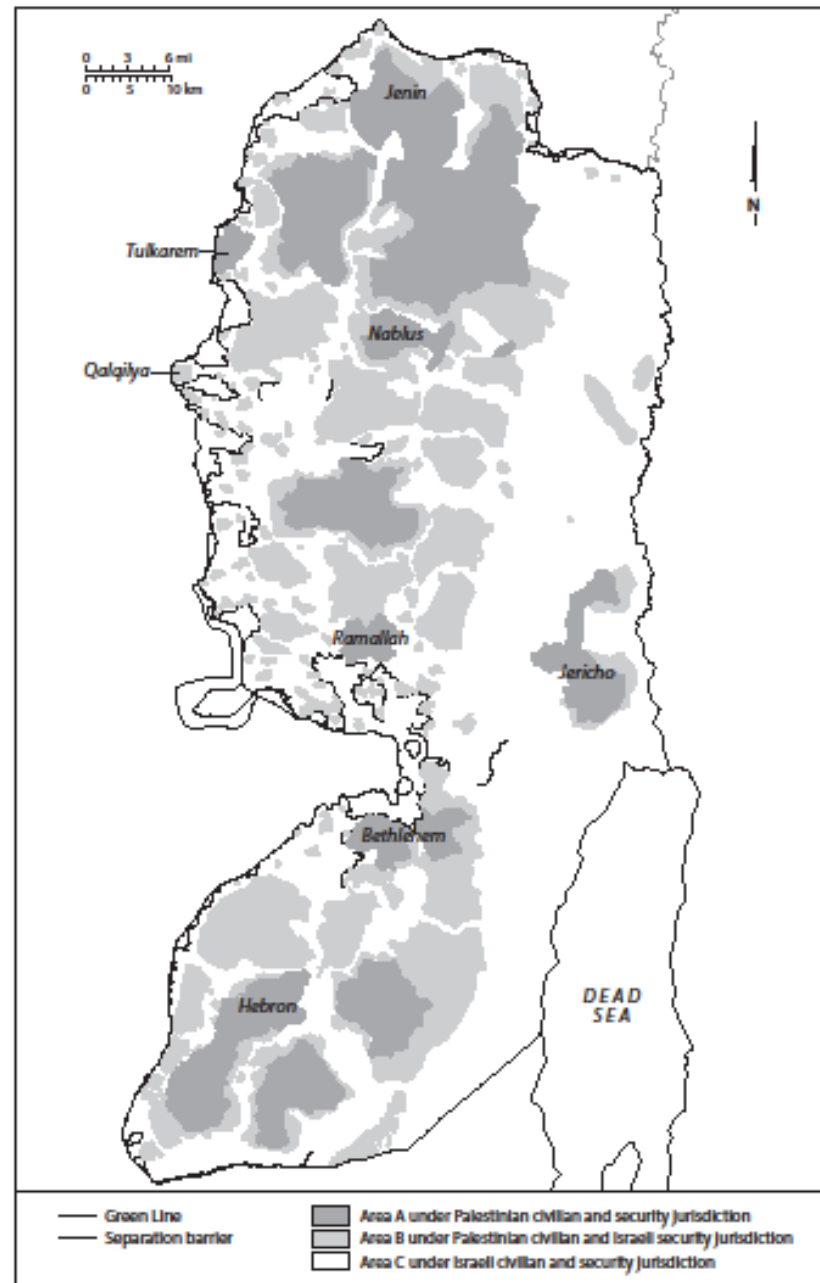 0 3 6 mi
0 5 10 km
Jenin
N
Tulkarem
Nablus
Qalqilya
Ramallah
Jericho
Bethlehem
Hebron
DEAD
SEA
Green Line
Separation barrier
Area A under Palestinian civilian and security jurisdiction
Area B under Palestinian civilian and Israeli security jurisdiction
Area C under Israeli civilian and security jurisdiction